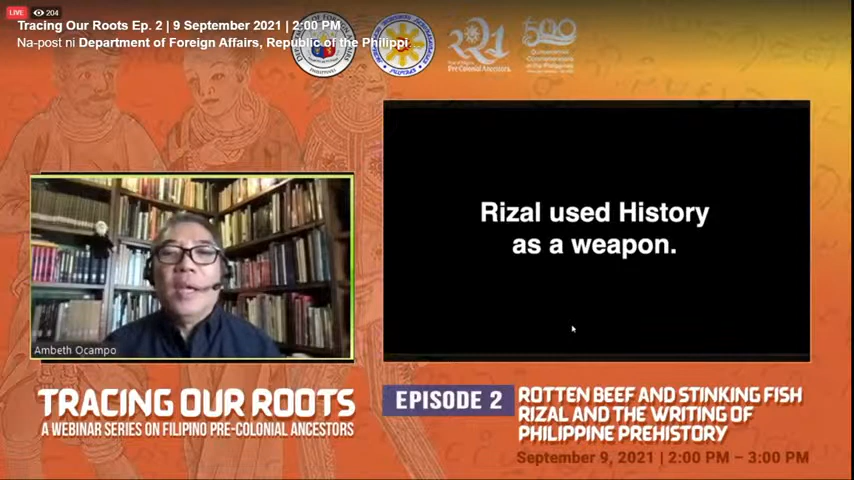 LIVE 204
Tracing Our Roots Ep. 2 | 9 September 2021 | 2:00 PM
Na-post ni Department of Foreign Affairs, Republic of the Philippi...
Pre-Colonial Ancestors
Rizal used History
as a weapon.
Ambeth Ocampo
TRACING OUR ROOTS
A WEBINAR SERIES ON FILIPINO PRE-COLONIAL ANCESTORS
EPISODE 2
ROTTEN BEEF AND STINKING FISH
RIZAL AND THE WRITING OF
PHILIPPINE PREHISTORY
September 9, 2021 | 2:00 PM – 3:00 PM